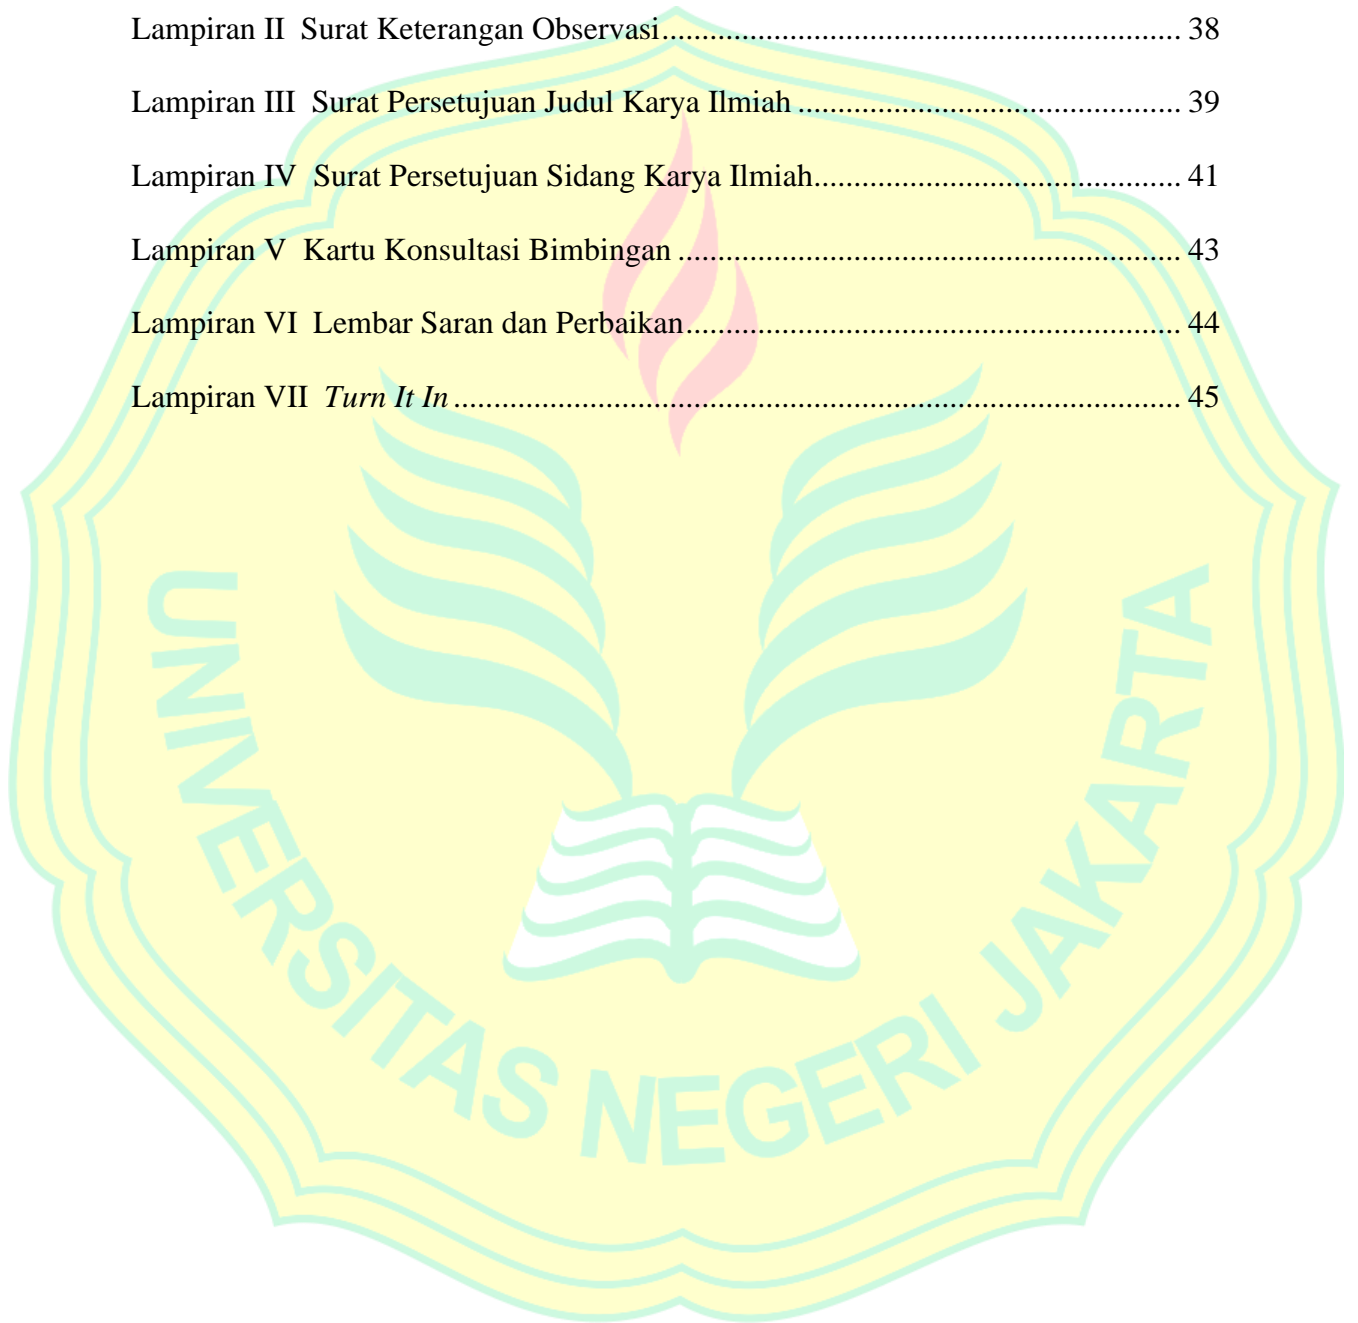 Lampiran II  Surat Keterangan Observasi................................................................. 38
Lampiran III  Surat Persetujuan Judul Karya Ilmiah ................................................ 39
Lampiran IV  Surat Persetujuan Sidang Karya Ilmiah.............................................. 41
Lampiran V  Kartu Konsultasi Bimbingan ............................................................... 43
Lampiran VI  Lembar Saran dan Perbaikan.............................................................. 44
Lampiran VII  Turn It In ........................................................................................... 45
UNIVERSITAS NEGERI JAKARTA